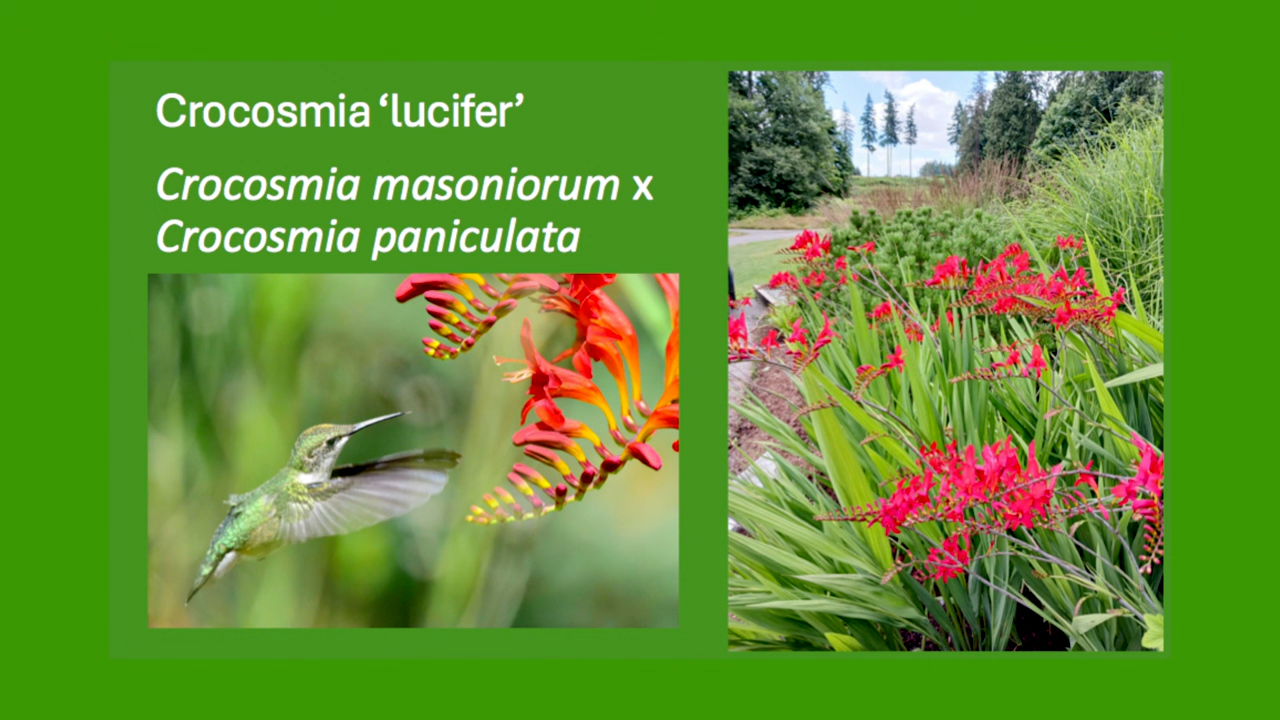 Crocosmia ‘lucifer’
Crocosmia masoniorum x
Crocosmia paniculata